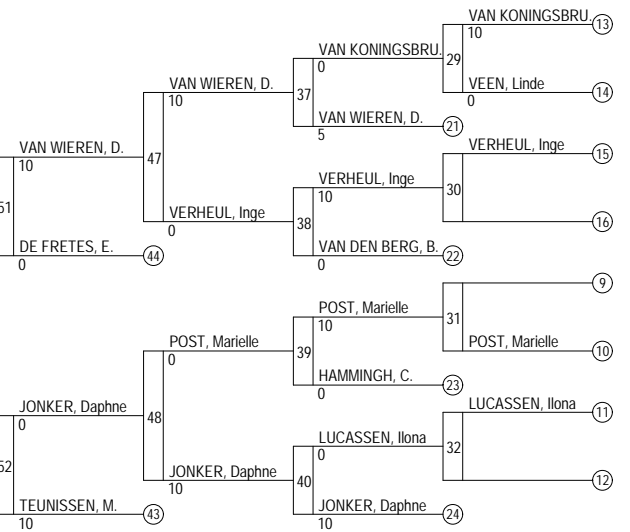 VAN KONINGSBRU. 13
10
VAN KONINGSBRU. 29
0
VAN WIEREN, D. VEEN, Linde 14
10 0
37
VAN WIEREN, D. 21
5
VAN WIEREN, D. VERHEUL, Inge 15
10
47
VERHEUL, Inge
10 30
VERHEUL, Inge
0 38 16
51
DE FRETES, E. 44 VAN DEN BERG, B. 22
0 0
9
POST, Marielle
10 31
POST, Marielle POST, Marielle 10
0
39
HAMMINGH, C. 23
0
JONKER, Daphne LUCASSEN, Ilona 11
0
48
LUCASSEN, Ilona
0 32
52
JONKER, Daphne 12
10 40
TEUNISSEN, M. 43 JONKER, Daphne 24
10 10